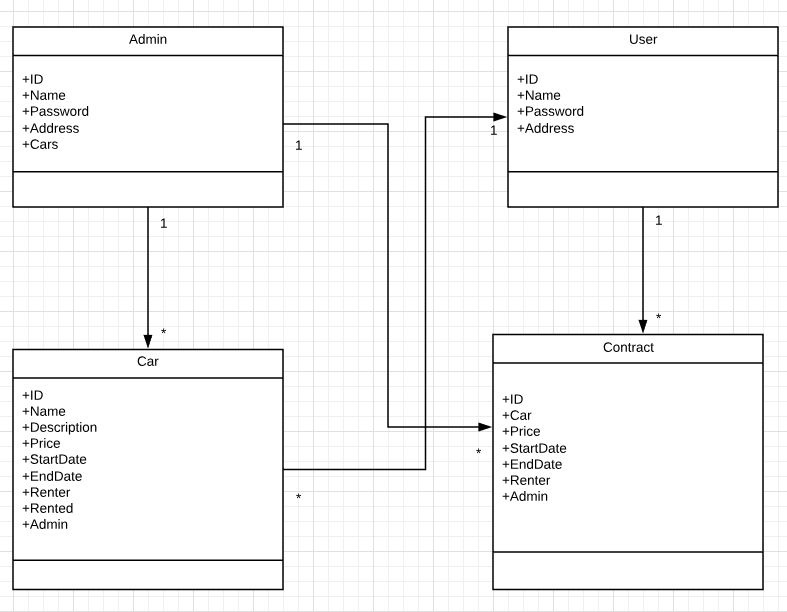 Admin
+ID
+Name
+Password
+Address
+Cars
User
+ID
+Name
+Password
+Address
1
1
1
*
1
*
Car
+ID
+Name
+Description
+Price
+StartDate
+EndDate
+Renter
+Rented
+Admin
*
*
Contract
+ID
+Car
+Price
+StartDate
+EndDate
+Renter
+Admin